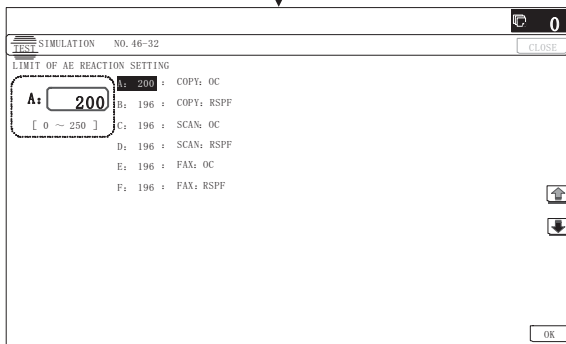 0
TEST SIMULATION NO.46-32
CLOSE
LIMIT OF AE REACTION SETTING
A: 200
[ 0 ~ 250 ]
A: 200 : COPY: OC
B: 196 : COPY: RSPF
C: 196 : SCAN: OC
D: 196 : SCAN: RSPF
E: 196 : FAX: OC
F: 196 : FAX: RSPF
OK